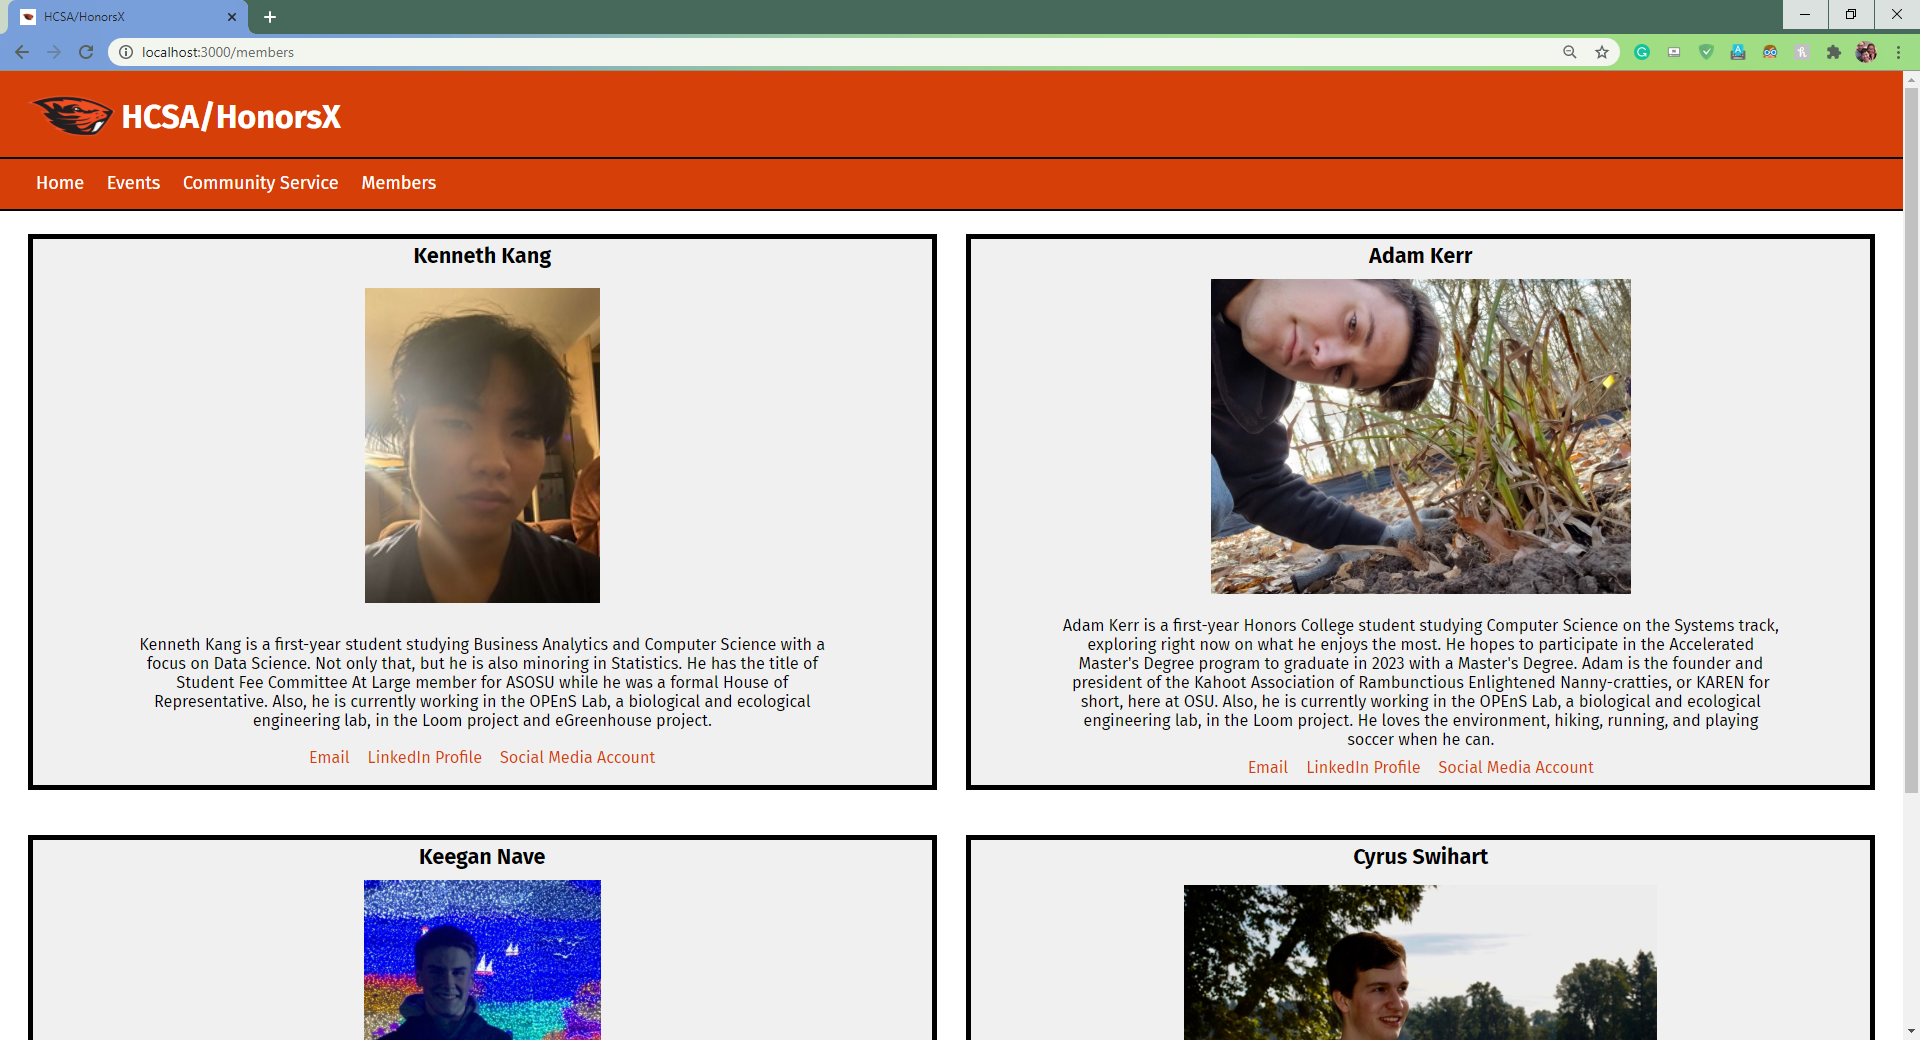 HCSA/HonorsX
localhost:3000/members
HCSA/HonorsX
Home Events Community Service Members
Kenneth Kang
Kenneth Kang is a first-year student studying Business Analytics and Computer Science with a
focus on Data Science. Not only that, but he is also minoring in Statistics. He has the title of
Student Fee Committee At Large member for ASOSU while he was a formal House of
Representative. Also, he is currently working in the OPEnS Lab, a biological and ecological
engineering lab, in the Loom project and eGreenhouse project.
Email LinkedIn Profile Social Media Account
Adam Kerr
Adam Kerr is a first-year Honors College student studying Computer Science on the Systems track,
exploring right now on what he enjoys the most. He hopes to participate in the Accelerated
Master's Degree program to graduate in 2023 with a Master's Degree. Adam is the founder and
president of the Kahoot Association of Rambunctious Enlightened Nanny-cratties, or KAREN for
short, here at OSU. Also, he is currently working in the OPEnS Lab, a biological and ecological
engineering lab, in the Loom project. He loves the environment, hiking, running, and playing
soccer when he can.
Email LinkedIn Profile Social Media Account
Keegan Nave
Cyrus Swihart